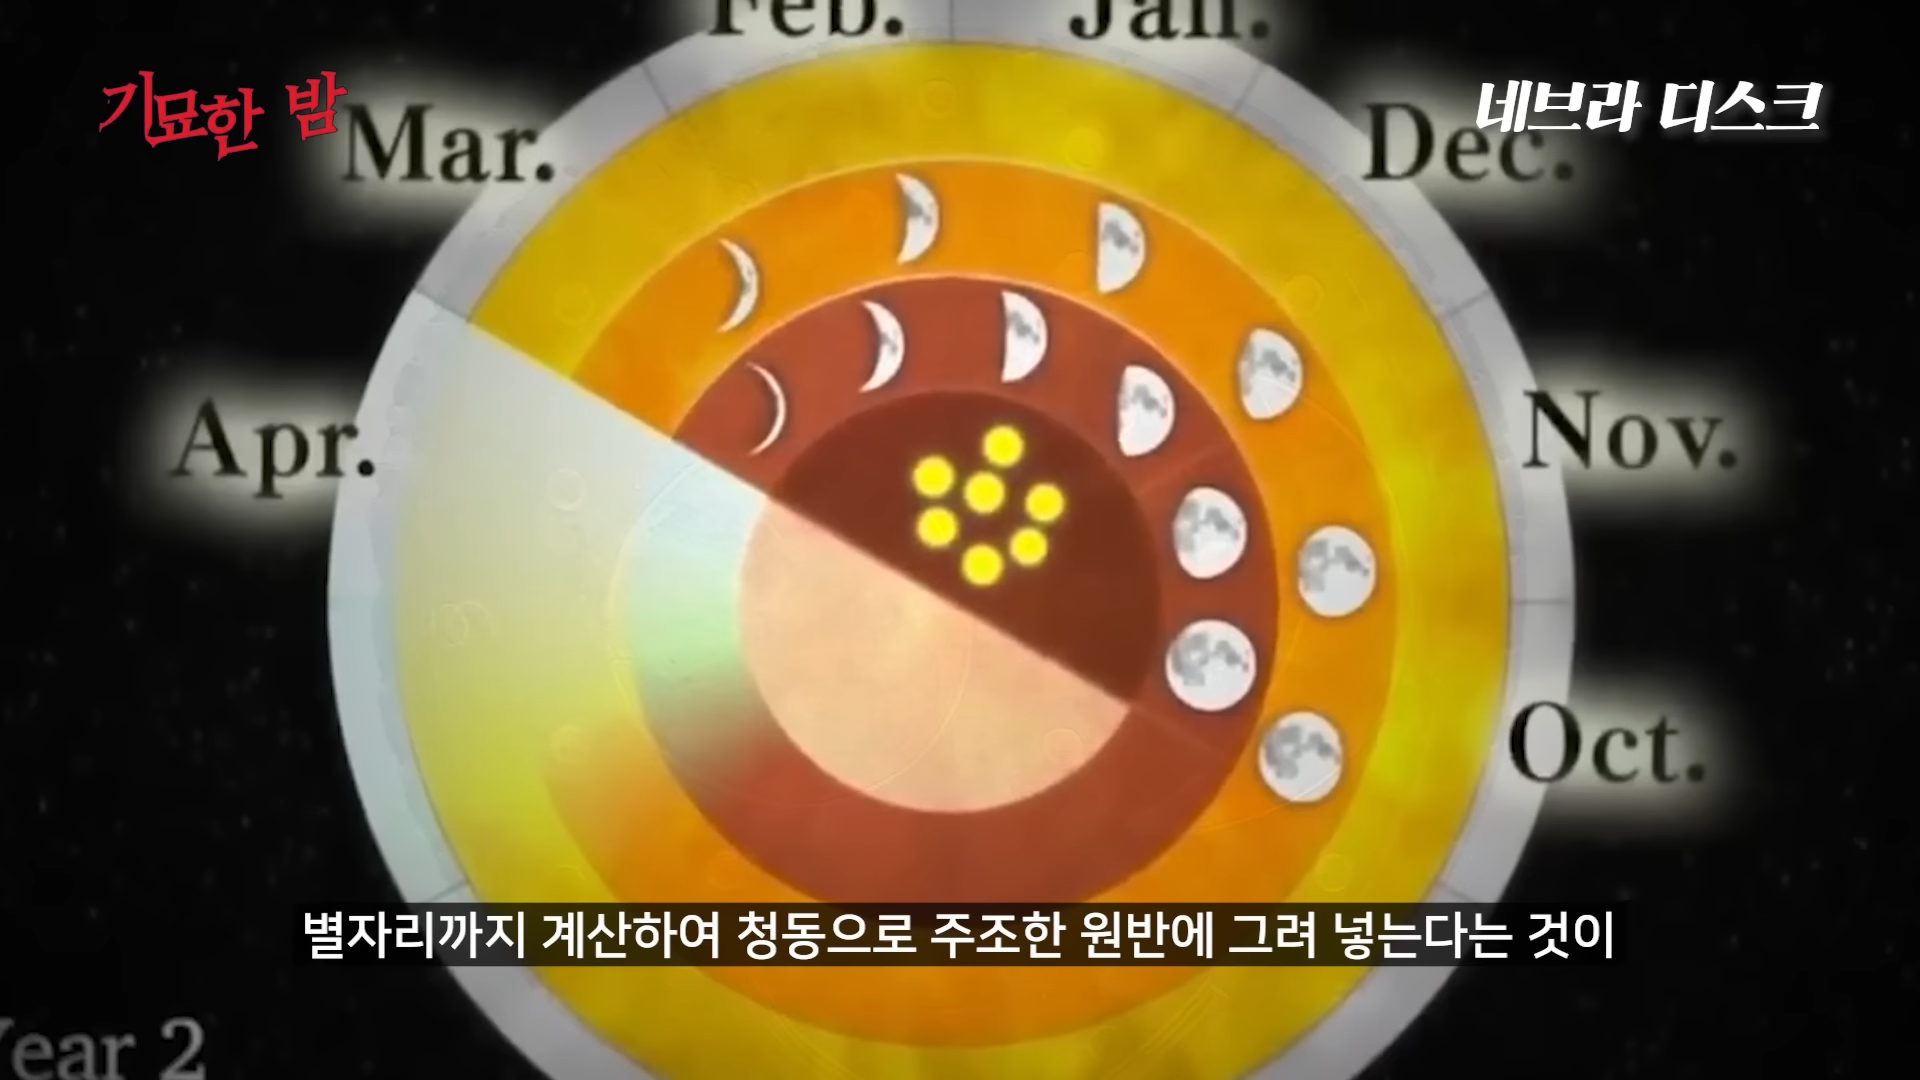 Feb. Jan.
기묘한 밤
네브라 디스크
Mar.
Dec.
Apr.
Nov.
Oct.
별자리까지 계산하여 청동으로 주조한 원반에 그려 넣는다는 것이
Year 2